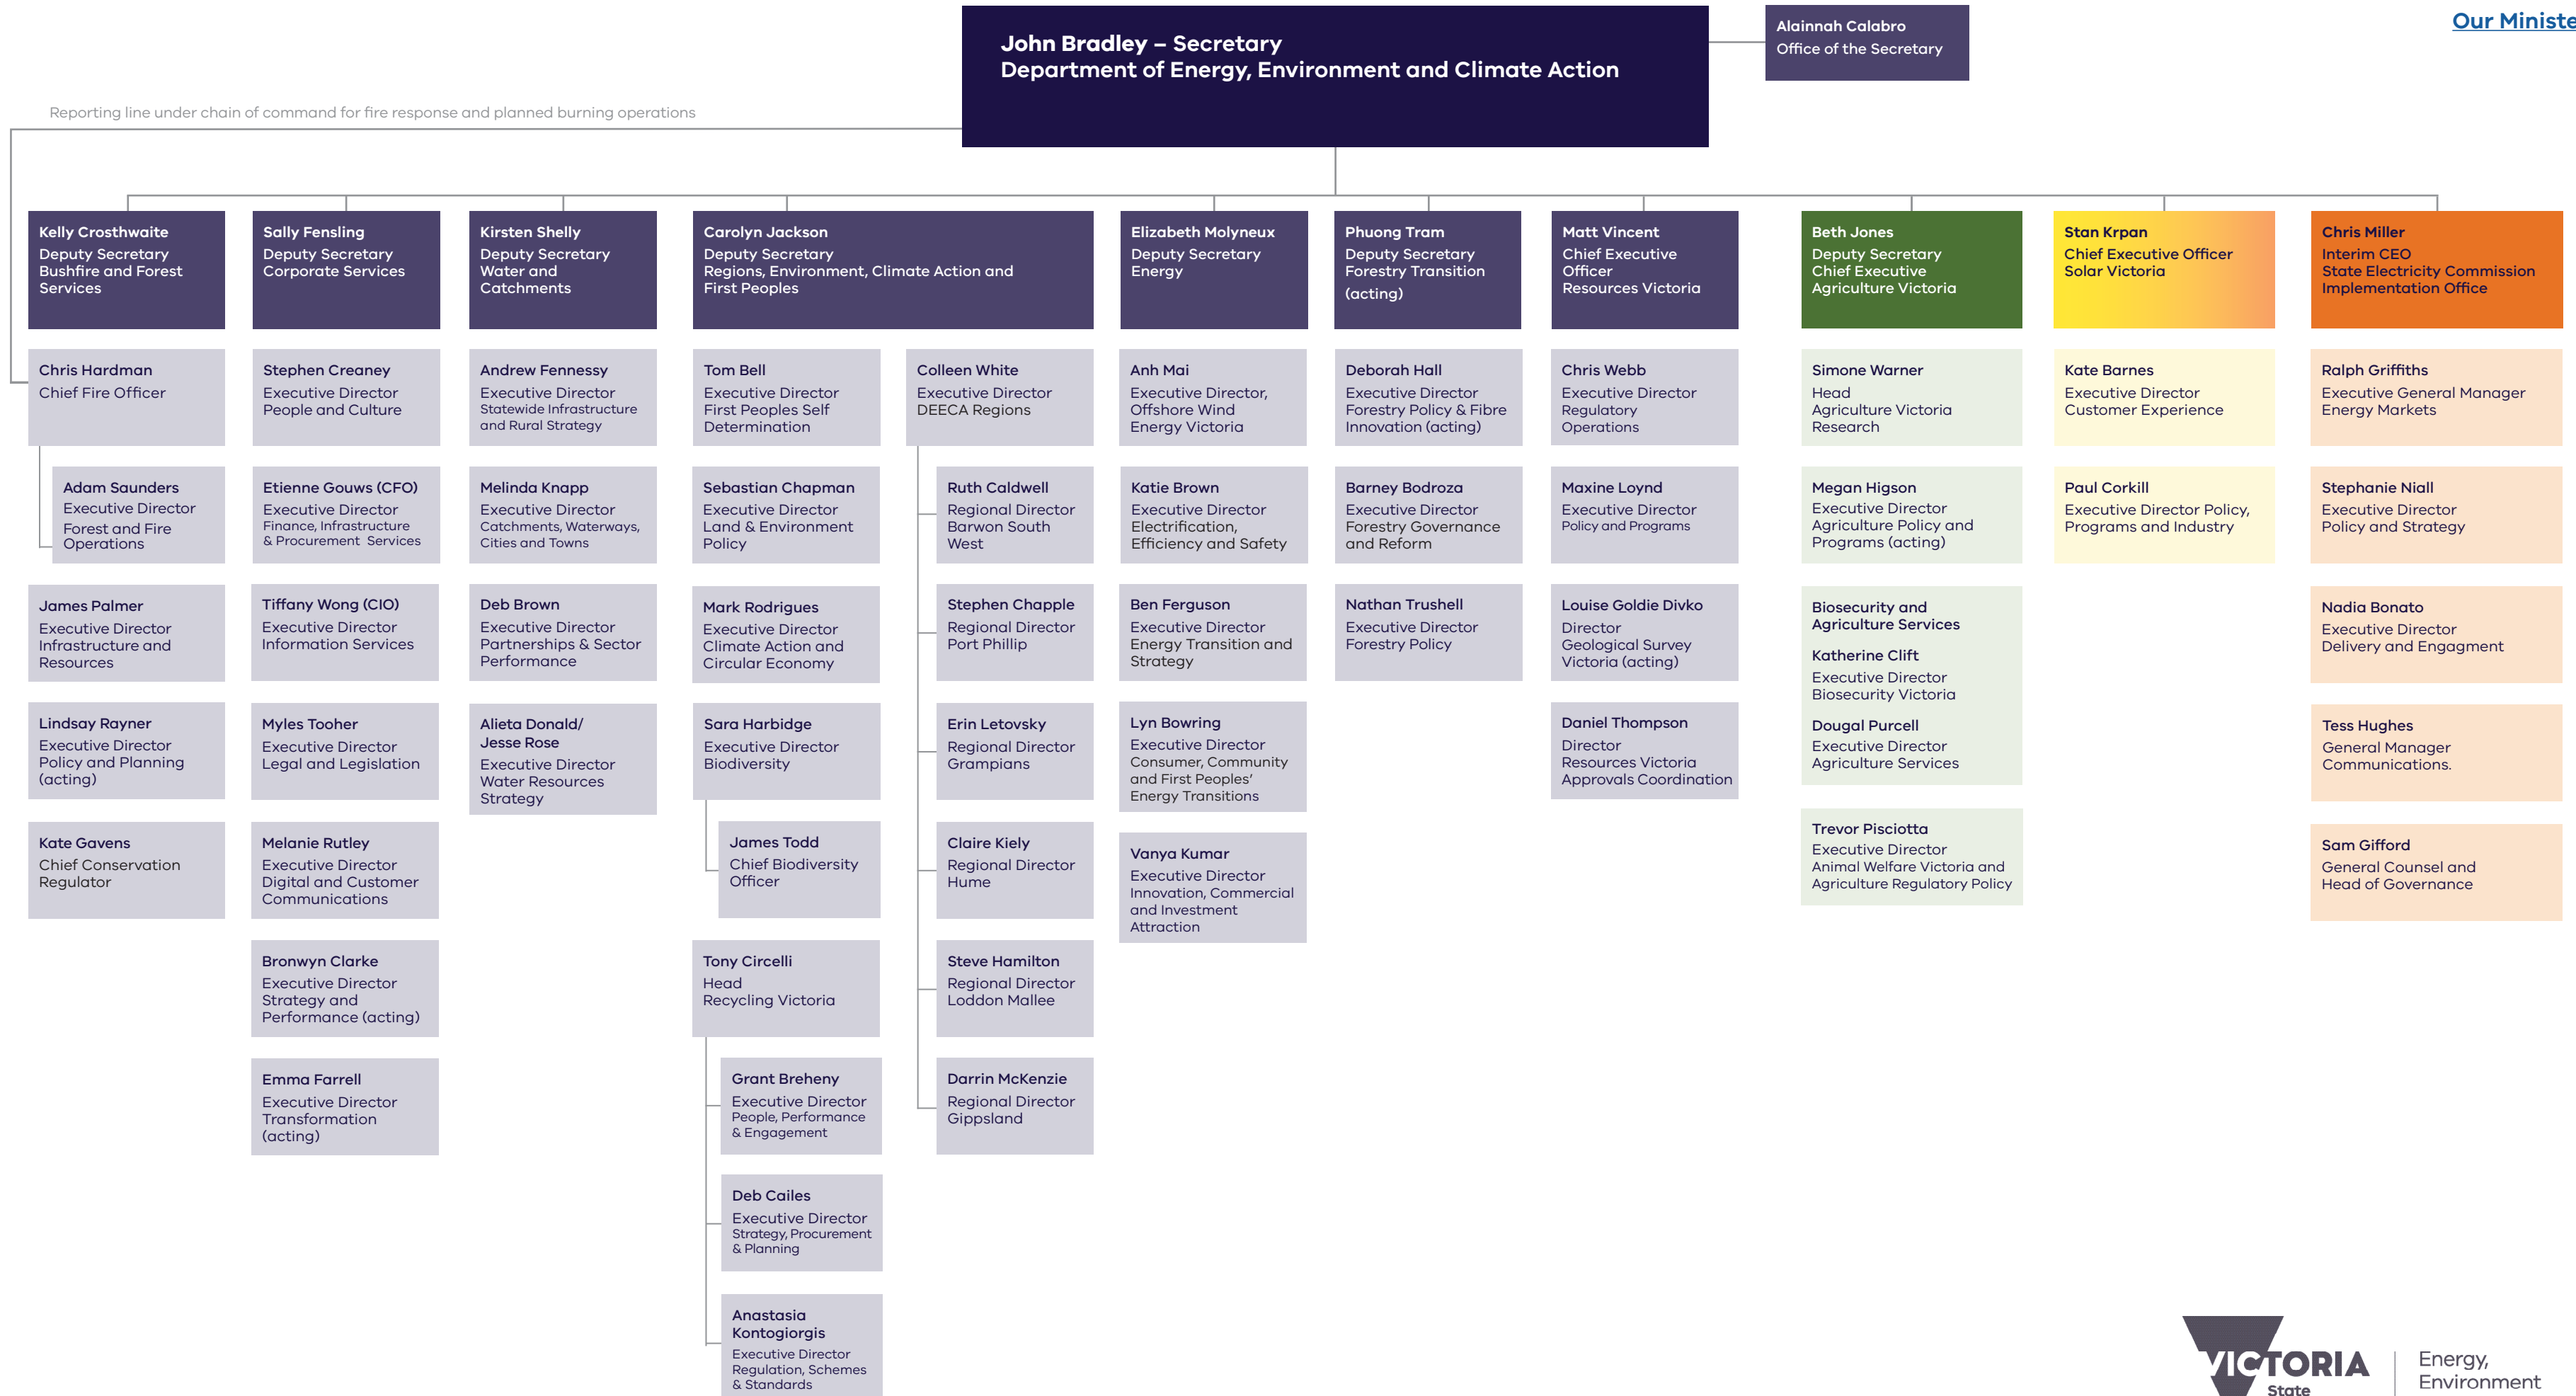 John Bradley – Secretary
Department of Energy, Environment and Climate Action
Alainnah Calabro
Office of the Secretary
Our Ministe
Reporting line under chain of command for fire response and planned burning operations
Kelly Crosthwaite
Deputy Secretary
Bushfire and Forest
Services
Chris Hardman
Chief Fire Officer
Adam Saunders
Executive Director
Forest and Fire
Operations
James Palmer
Executive Director
Infrastructure and
Resources
Lindsay Rayner
Executive Director
Policy and Planning
(acting)
Kate Gavens
Chief Conservation
Regulator
Sally Fensling
Deputy Secretary
Corporate Services
Stephen Creaney
Executive Director
People and Culture
Etienne Gouws (CFO)
Executive Director
Finance, Infrastructure
& Procurement Services
Tiffany Wong (CIO)
Executive Director
Information Services
Myles Tooher
Executive Director
Legal and Legislation
Melanie Rutley
Executive Director
Digital and Customer
Communications
Bronwyn Clarke
Executive Director
Strategy and
Performance (acting)
Emma Farrell
Executive Director
Transformation
(acting)
Kirsten Shelly
Deputy Secretary
Water and
Catchments
Andrew Fennessy
Executive Director
Statewide Infrastructure
and Rural Strategy
Melinda Knapp
Executive Director
Catchments, Waterways,
Cities and Towns
Deb Brown
Executive Director
Partnerships & Sector
Performance
Alieta Donald/
Jesse Rose
Executive Director
Water Resources
Strategy
Carolyn Jackson
Deputy Secretary
Regions, Environment, Climate Action and
First Peoples
Tom Bell
Executive Director
First Peoples Self
Determination
Sebastian Chapman
Executive Director
Land & Environment
Policy
Mark Rodrigues
Executive Director
Climate Action and
Circular Economy
Sara Harbidge
Executive Director
Biodiversity
James Todd
Chief Biodiversity
Officer
Tony Circelli
Head
Recycling Victoria
Grant Breheny
Executive Director
People, Performance
& Engagement
Deb Cailes
Executive Director
Strategy, Procurement
& Planning
Anastasia
Kontogiorgis
Executive Director
Regulation, Schemes
& Standards
Colleen White
Executive Director
DEECA Regions
Ruth Caldwell
Regional Director
Barwon South
West
Stephen Chapple
Regional Director
Port Phillip
Erin Letovsky
Regional Director
Grampians
Claire Kiely
Regional Director
Hume
Steve Hamilton
Regional Director
Loddon Mallee
Darrin McKenzie
Regional Director
Gippsland
Elizabeth Molyneux
Deputy Secretary
Energy
Anh Mai
Executive Director,
Offshore Wind
Energy Victoria
Katie Brown
Executive Director
Electrification,
Efficiency and Safety
Ben Ferguson
Executive Director
Energy Transition and
Strategy
Lyn Bowring
Executive Director
Consumer, Community
and First Peoples’
Energy Transitions
Vanya Kumar
Executive Director
Innovation, Commercial
and Investment
Attraction
Phuong Tram
Deputy Secretary
Forestry Transition
(acting)
Deborah Hall
Executive Director
Forestry Policy & Fibre
Innovation (acting)
Barney Bodroza
Executive Director
Forestry Governance
and Reform
Nathan Trushell
Executive Director
Forestry Policy
Matt Vincent
Chief Executive
Officer
Resources Victoria
Chris Webb
Executive Director
Regulatory
Operations
Maxine Loynd
Executive Director
Policy and Programs
Louise Goldie Divko
Director
Geological Survey
Victoria (acting)
Daniel Thompson
Director
Resources Victoria
Approvals Coordination
Beth Jones
Deputy Secretary
Chief Executive
Agriculture Victoria
Simone Warner
Head
Agriculture Victoria
Research
Megan Higson
Executive Director
Agriculture Policy and
Programs (acting)
Biosecurity and
Agriculture Services
Katherine Clift
Executive Director
Biosecurity Victoria
Dougal Purcell
Executive Director
Agriculture Services
Trevor Pisciotta
Executive Director
Animal Welfare Victoria and
Agriculture Regulatory Policy
Stan Krpan
Chief Executive Officer
Solar Victoria
Kate Barnes
Executive Director
Customer Experience
Paul Corkill
Executive Director Policy,
Programs and Industry
Chris Miller
Interim CEO
State Electricity Commission
Implementation Office
Ralph Griffiths
Executive General Manager
Energy Markets
Stephanie Niall
Executive Director
Policy and Strategy
Nadia Bonato
Executive Director
Delivery and Engagment
Tess Hughes
General Manager
Communications.
Sam Gifford
General Counsel and
Head of Governance
VICTORIA
State
Energy,
Environment